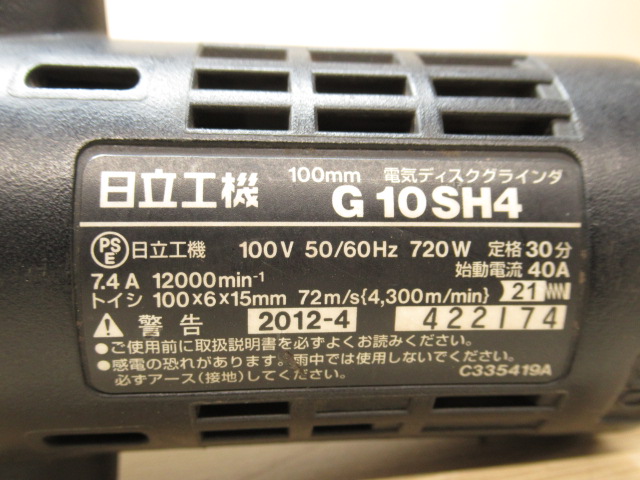 日立工機 100mm 電気ディスクグラインダ
G 10SH4
PSE 日立工機 100V 50/60Hz 720W 定格30分
7.4A 12000min⁻¹ 始動電流 40A
トイシ 100×6×15mm 72m/s{4,300m/min} 21
警告 2012-4 422174
●ご使用前に取扱説明書を必ずよくお読みください。
●感電の恐れがあります。雨中では使用しないでください。
必ずアース(接地)してください。 C335419A